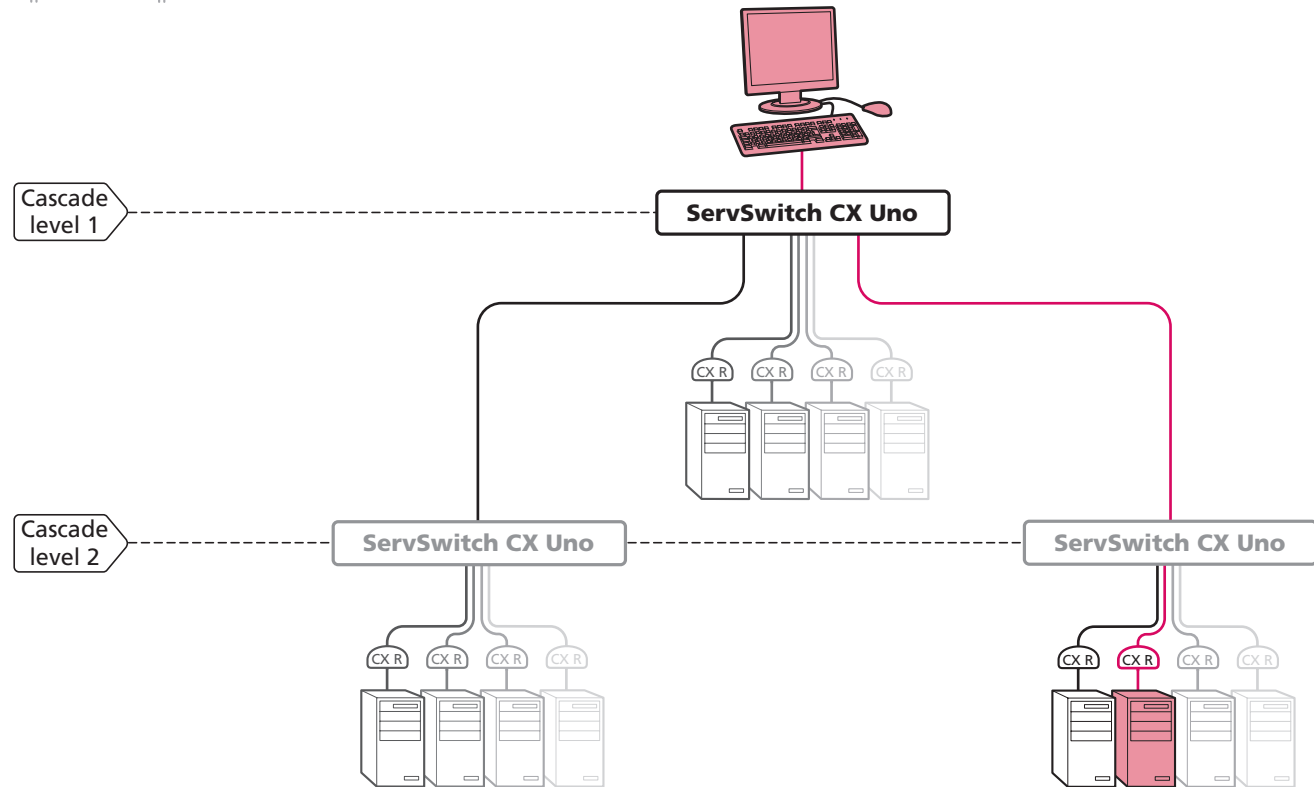 Cascade
level 1
ServSwitch CX Uno
CX R CX R CX R CX R
Cascade
level 2
ServSwitch CX Uno
ServSwitch CX Uno
CX R CX R CX R CX R
CX R CX R CX R CX R